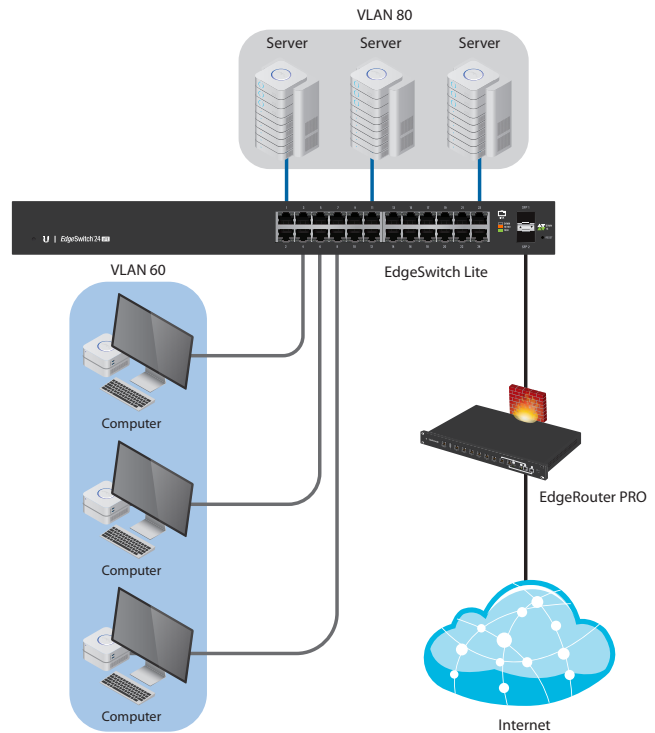 VLAN 80
Server
Server
Server
EdgeSwitch 24
EdgeSwitch Lite
VLAN 60
Computer
Computer
Computer
EdgeRouter PRO
Internet